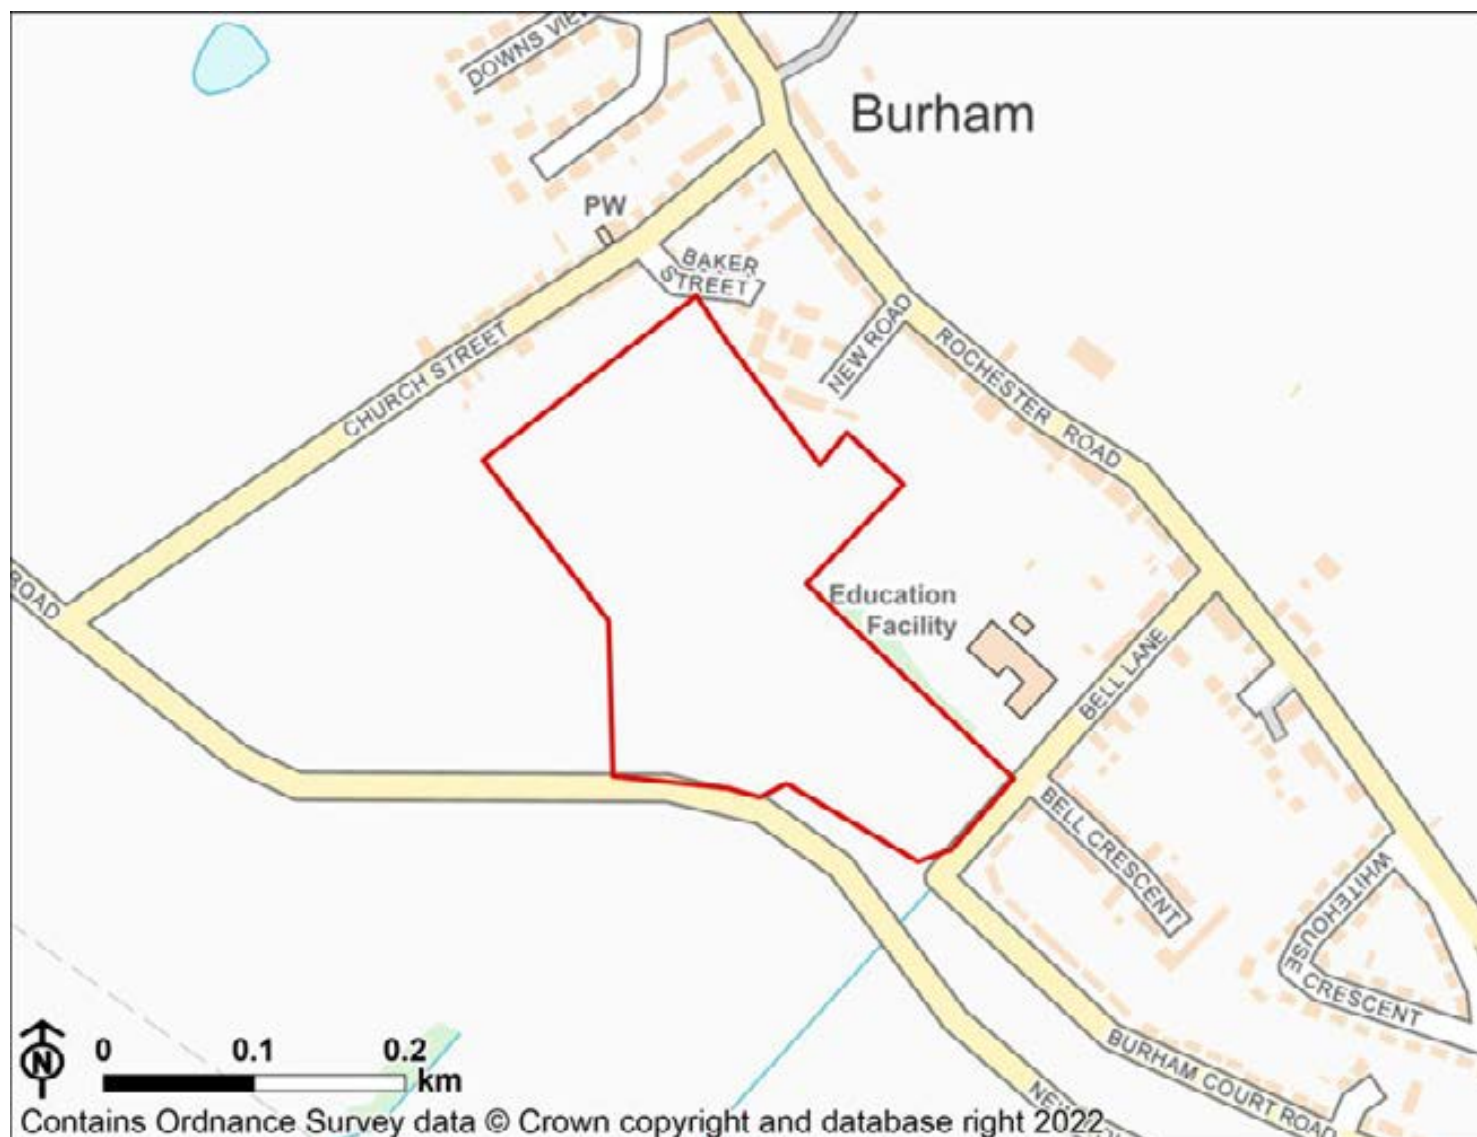 DOWNS VIEW
Burham
PW
BAKER
STREET
NEW ROAD
CHURCH STREET
ROCHESTER ROAD
ROAD
Education
Facility
BELL LANE
BELL CRESCENT
WHITEHOUSE
CRESCENT
N
0 0.1 0.2
km
BURHAM COURT ROAD
Contains Ordnance Survey data © Crown copyright and database right 2022